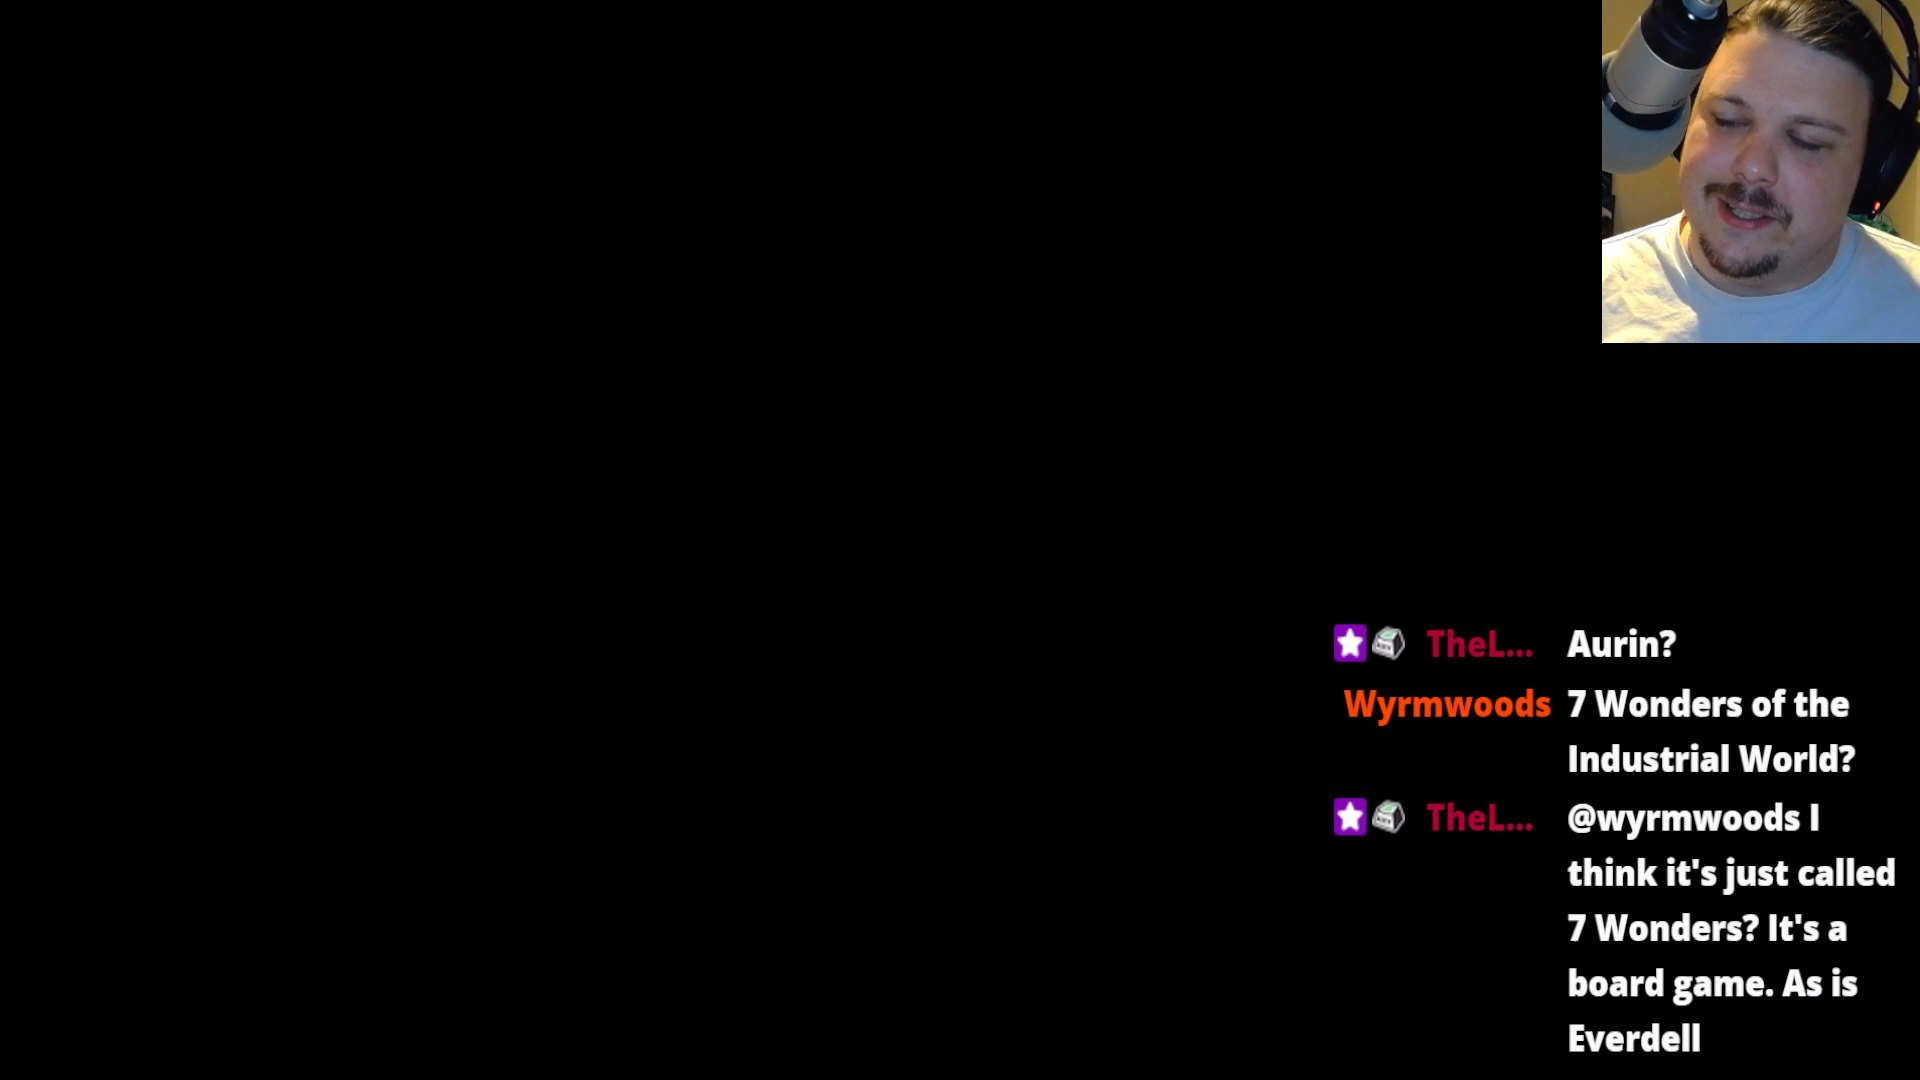 TheL... Aurin?
Wyrmwoods 7 Wonders of the
Industrial World?
TheL... @wyrmwoods I
think it's just called
7 Wonders? It's a
board game. As is
Everdell